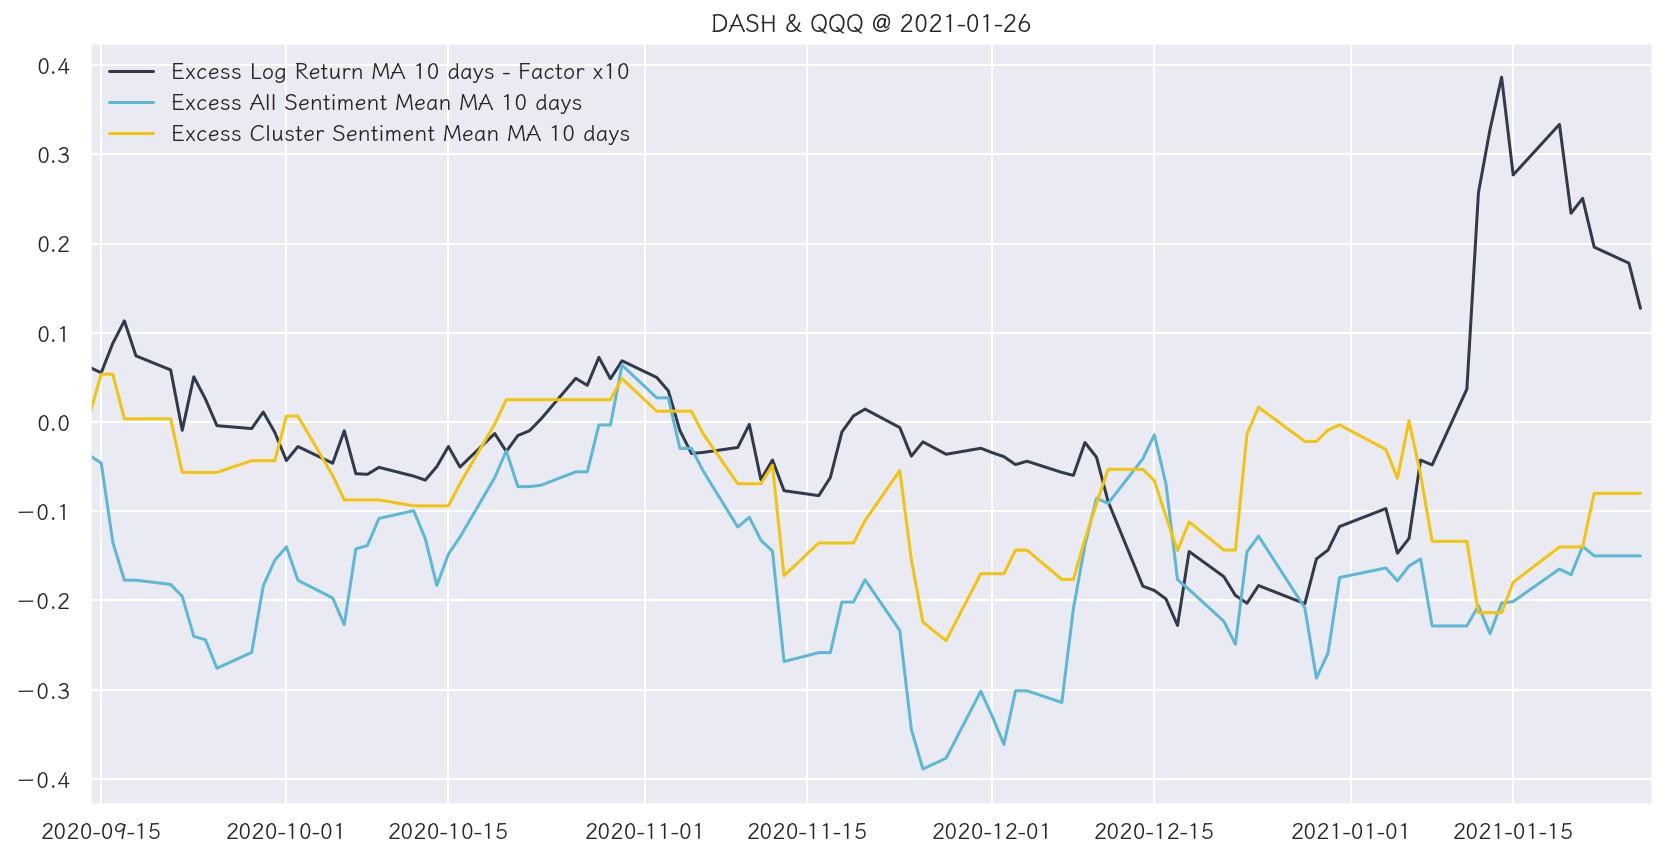 DASH & QQQ @ 2021-01-26
Excess Log Return MA 10 days - Factor x10
Excess All Sentiment Mean MA 10 days
Excess Cluster Sentiment Mean MA 10 days
0.4
0.3
0.2
0.1
0.0
−0.1
−0.2
−0.3
−0.4
2020-09-15 2020-10-01 2020-10-15 2020-11-01 2020-11-15 2020-12-01 2020-12-15 2021-01-01 2021-01-15